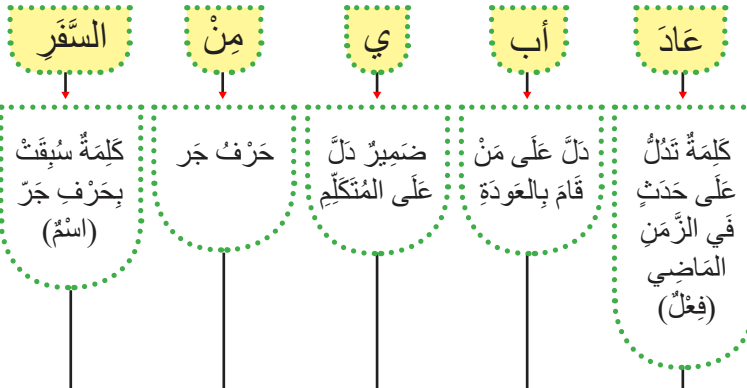 عَادَ
أب
ي
مِنْ
السَّفَرِ
كَلِمَةٌ تَدُلُّ
عَلَى حَدَثٍ
فَي الزَّمَنِ
المَاضِي
(فِعْلٌ)
دَلَّ عَلَى مَنْ
قَامَ بِالعَودَةِ
ضَمِيرٌ دَلَّ
عَلَى المُتَكَلِّمِ
حَرْفُ جَر
كَلِمَةٌ سُبِقَتْ
بِحَرْفِ جَرّ
(اسْمٌ)